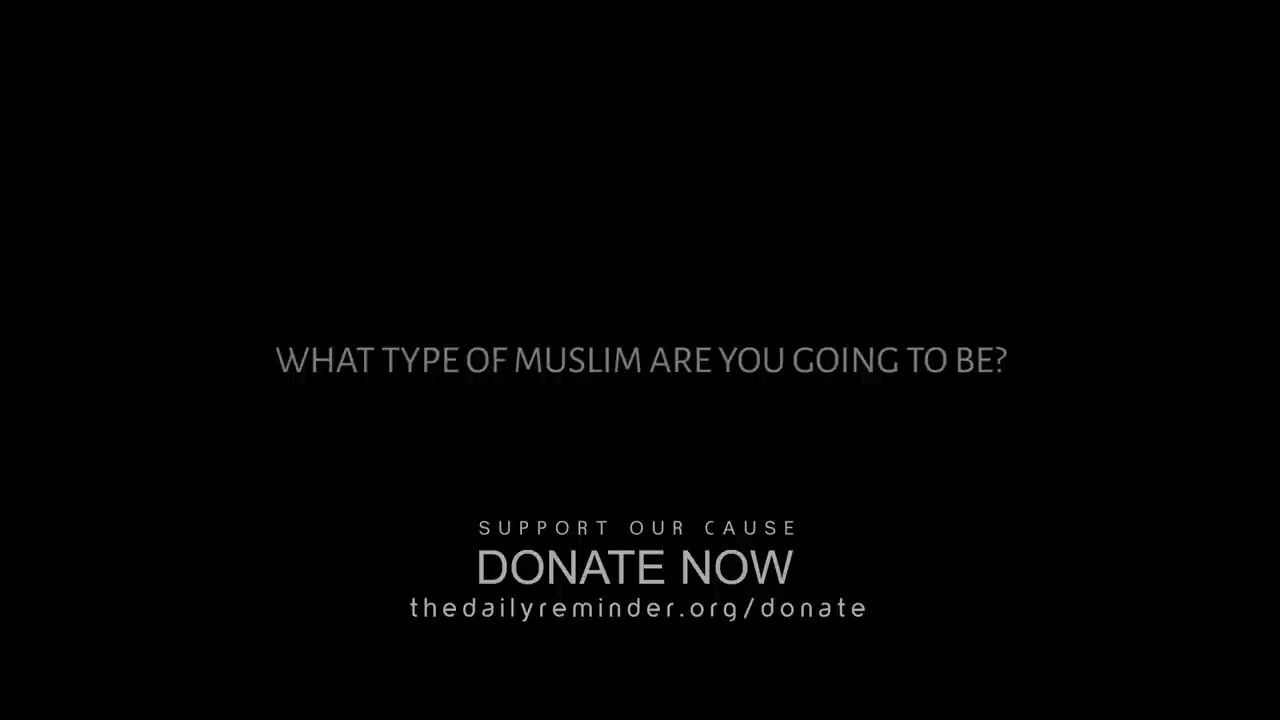 WHAT TYPE OF MUSLIM ARE YOU GOING TO BE?
SUPPORT OUR CAUSE
DONATE NOW
thedailyreminder.org/donate